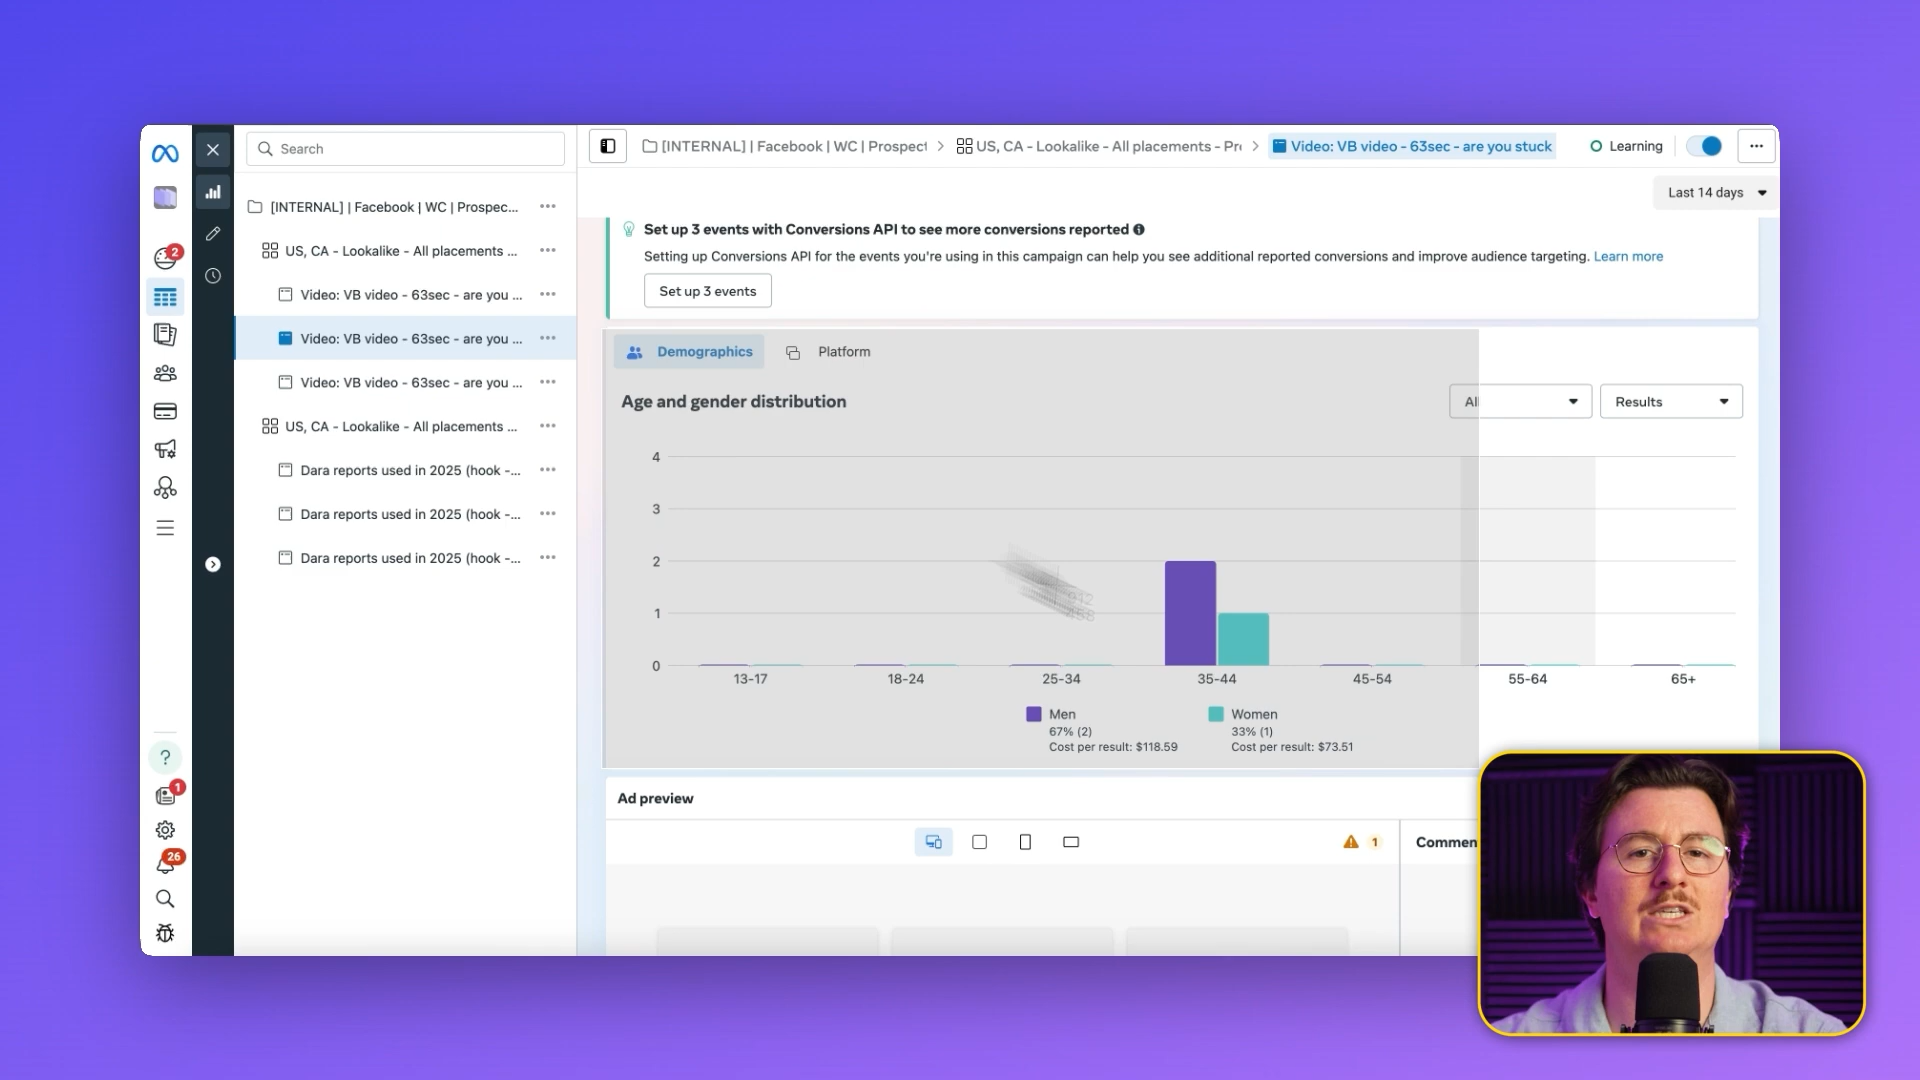 Search
[INTERNAL] | Facebook | WC | Prospect
US, CA - Lookalike - All placements - Pr
Video: VB video - 63sec - are you stuck
Learning
...
Last 14 days
[INTERNAL] | Facebook | WC | Prospec...
US, CA - Lookalike - All placements ...
Video: VB video - 63sec - are you ...
Video: VB video - 63sec - are you ...
Video: VB video - 63sec - are you ...
US, CA - Lookalike - All placements ...
Dara reports used in 2025 (hook -...
Dara reports used in 2025 (hook -...
Dara reports used in 2025 (hook -...
2
?
1
26
Set up 3 events with Conversions API to see more conversions reported
Setting up Conversions API for the events you're using in this campaign can help you see additional reported conversions and improve audience targeting. Learn more
Set up 3 events
Demographics
Platform
Age and gender distribution
All
Results
4
3
2
1
0
13-17
18-24
25-34
35-44
45-54
55-64
65+
Men
67% (2)
Cost per result: $118.59
Women
33% (1)
Cost per result: $73.51
Ad preview
1
Commen